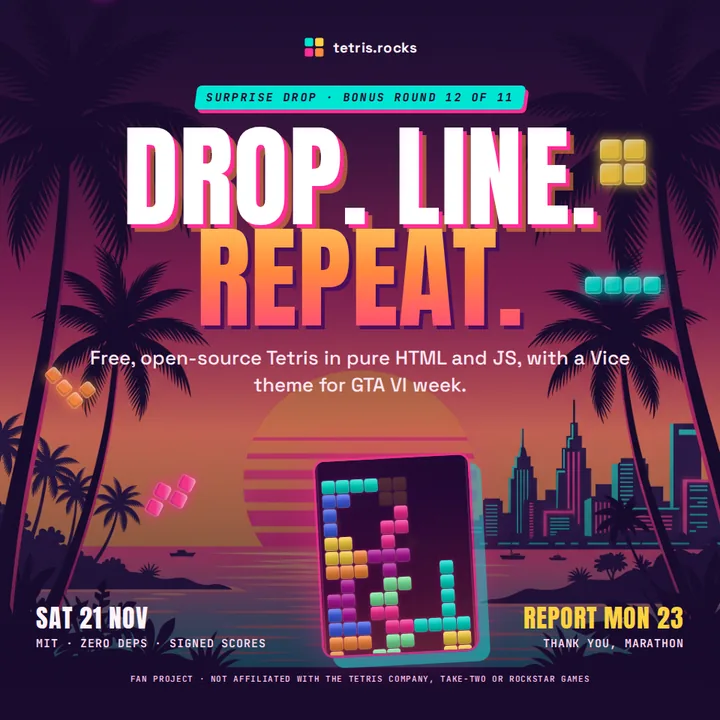 tetris.rocks
SURPRISE DROP · BONUS ROUND 12 OF 11
DROP. LINE.
REPEAT.
Free, open-source Tetris in pure HTML and JS, with a Vice
theme for GTA VI week.
SAT 21 NOV
MIT · ZERO DEPS · SIGNED SCORES
REPORT MON 23
THANK YOU, MARATHON
FAN PROJECT · NOT AFFILIATED WITH THE TETRIS COMPANY, TAKE-TWO OR ROCKSTAR GAMES